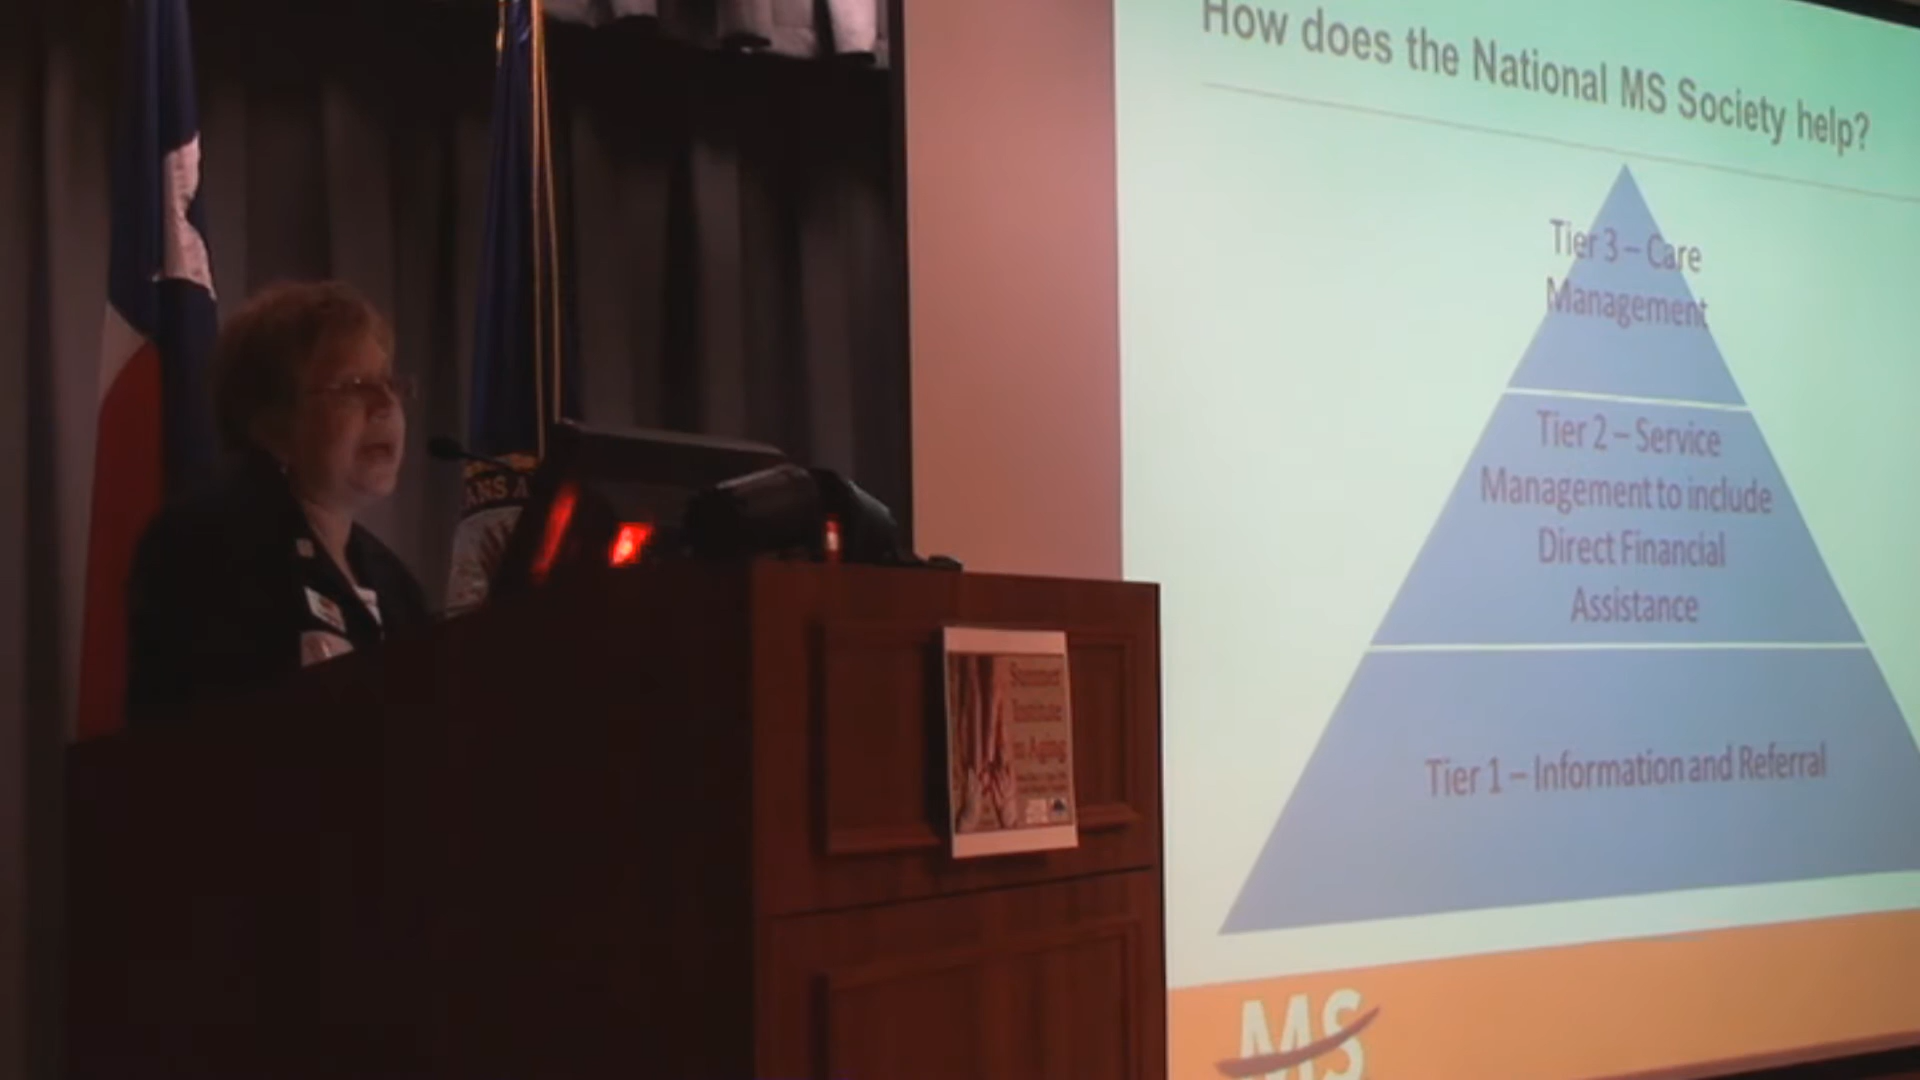 How does the National MS Society help?
Tier 3 – Care
Management
Tier 2 – Service
Management to include
Direct Financial
Assistance
Tier 1 – Information and Referral
MS
ANS A
Summer
Institute
Aging